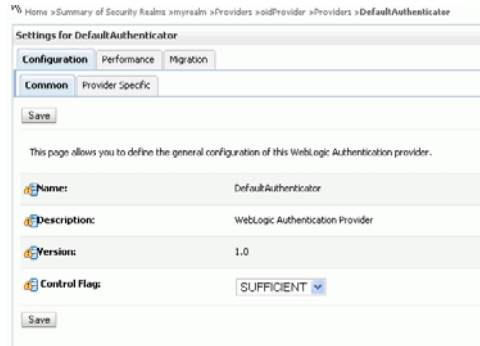 Home >Summary of Security Realms >myrealm >Providers >oidProvider >Providers >DefaultAuthenticator
Settings for DefaultAuthenticator
Configuration Performance Migration
Common Provider Specific
Save
This page allows you to define the general configuration of this WebLogic Authentication provider.
Name: DefaultAuthenticator
Description: WebLogic Authentication Provider
Version: 1.0
Control Flag: SUFFICIENT
Save